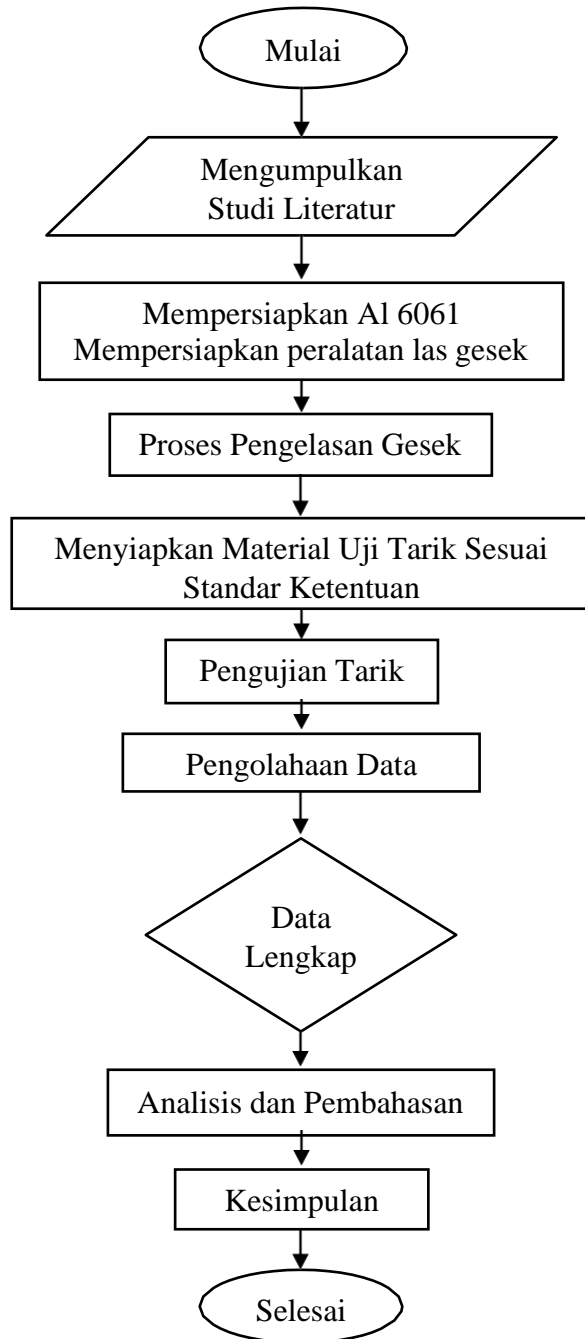 Mulai
Mengumpulkan
Studi Literatur
Mempersiapkan Al 6061
Mempersiapkan peralatan las gesek
Proses Pengelasan Gesek
Menyiapkan Material Uji Tarik Sesuai
Standar Ketentuan
Pengujian Tarik
Pengolahaan Data
Data
Lengkap
Analisis dan Pembahasan
Kesimpulan
Selesai